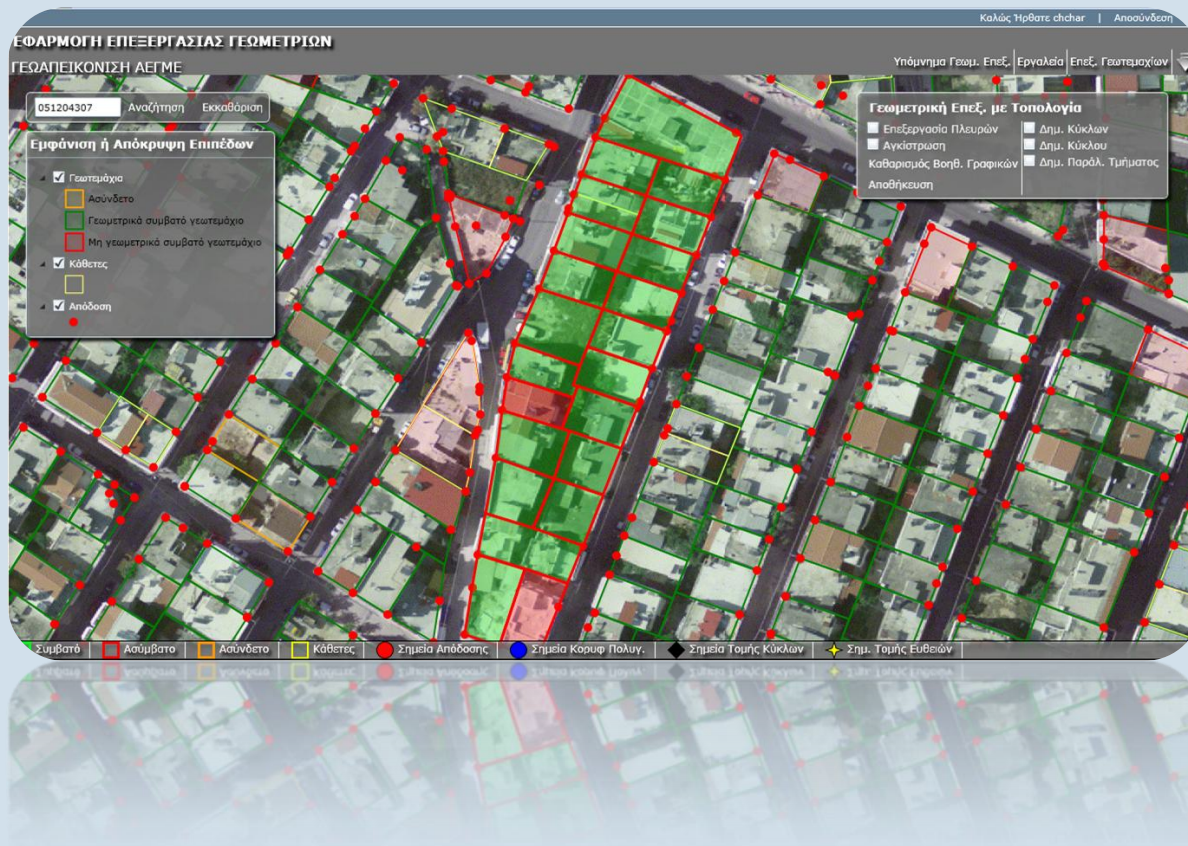 Καλώς Ήρθατε chchar | Αποσύνδεση
ΕΦΑΡΜΟΓΗ ΕΠΕΞΕΡΓΑΣΙΑΣ ΓΕΩΜΕΤΡΙΩΝ
ΓΕΩΑΠΕΙΚΟΝΙΣΗ ΑΕΓΜΕ
Υπόμνημα Γεωμ. Επεξ. Εργαλεία Επεξ. Γεωτεμαχίων
051204307 Αναζήτηση Εκκαθάριση
Εμφάνιση ή Απόκρυψη Επιπέδων
Γεωτεμάχια
Ασύνδετο
Γεωμετρικά συμβατό γεωτεμάχιο
Μη γεωμετρικά συμβατό γεωτεμάχιο
Κάθετες
Απόδοση
Γεωμετρική Επεξ. με Τοπολογία
Επεξεργασία Πλευρών Δημ. Κύκλων
Αγκίστρωση Δημ. Κύκλου
Καθαρισμός Βοηθ. Γραφικών Δημ. Παράλ. Τμήματος
Αποθήκευση
Συμβατό Ασύμβατο Ασύνδετο Κάθετες Σημεία Απόδοσης Σημεία Κορυφ Πολυγ. Σημεία Τομής Κύκλων Σημ. Τομής Ευθειών